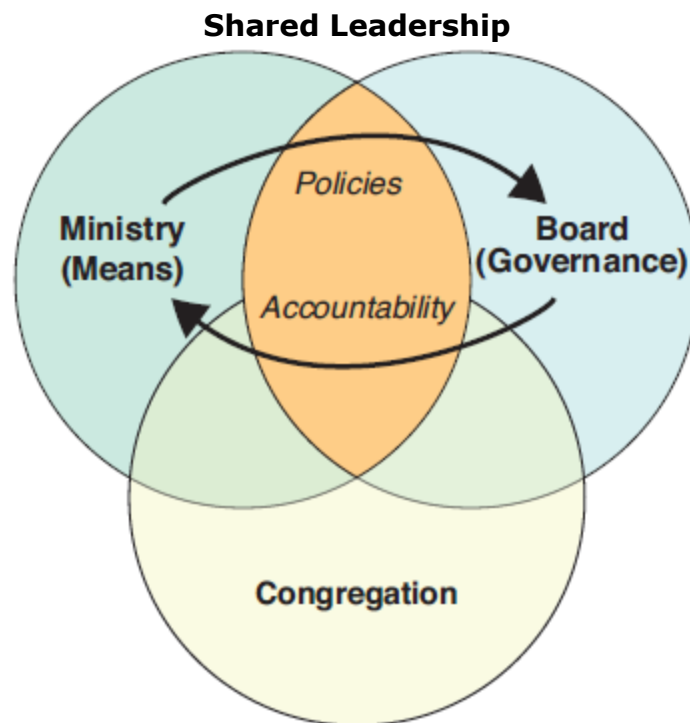 Shared Leadership
Policies
Ministry
(Means)
Board
(Governance)
Accountability
Congregation